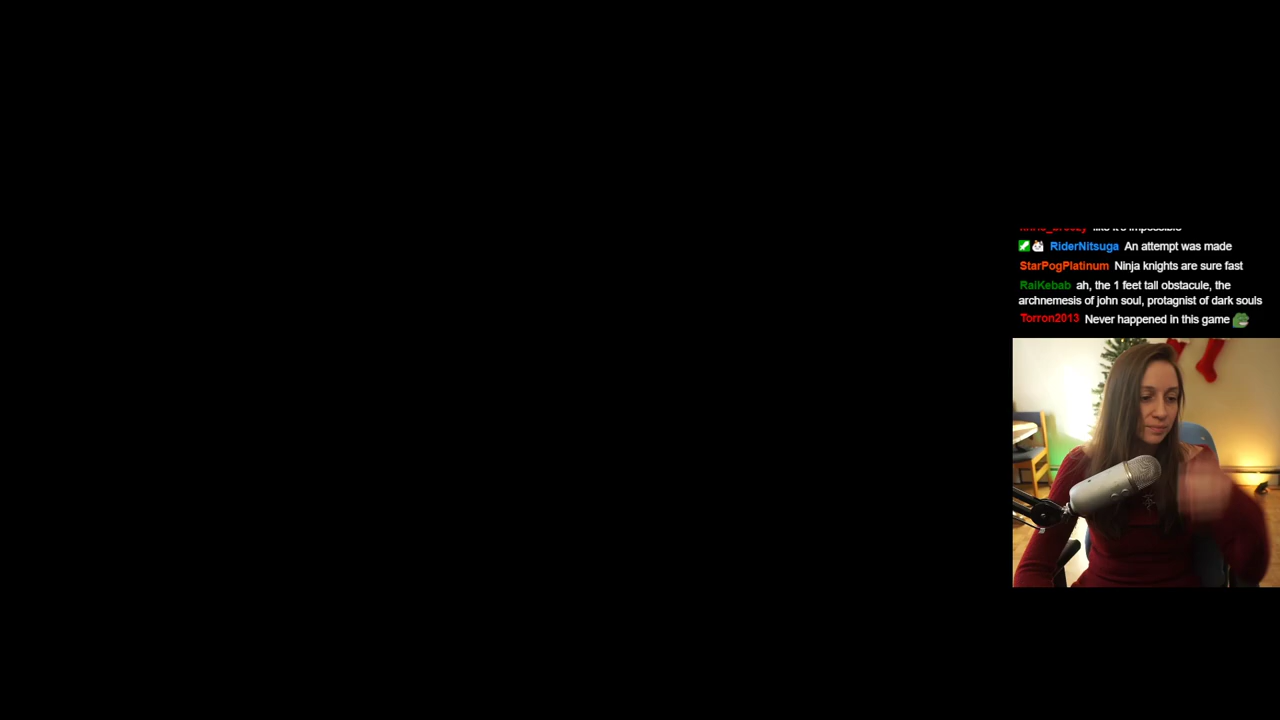 RiderNitsuga An attempt was made
StarPogPlatinum Ninja knights are sure fast
RalKebab ah, the 1 feet tall obstacule, the
archnemesis of john soul, protagnist of dark souls
Torron2013 Never happened in this game